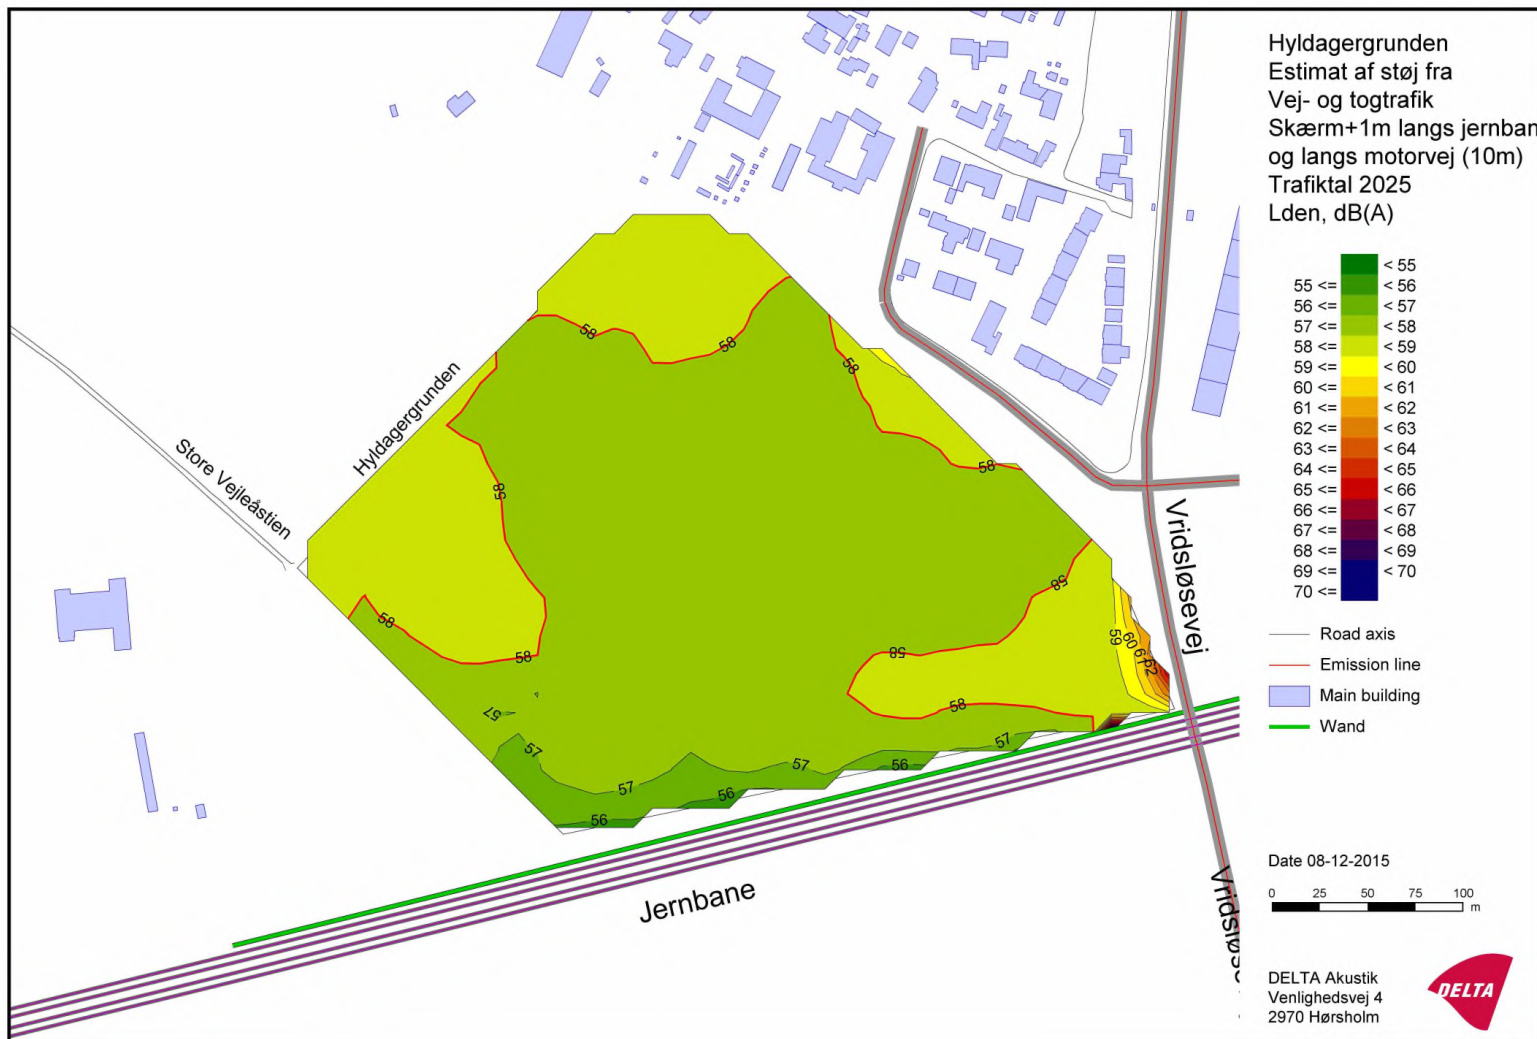 Hyldagergrunden
Estimat af støj fra
Vej- og togtrafik
Skærm+1m langs jernban
og langs motorvej (10m)
Trafiktal 2025
Lden, dB(A)
< 55
55 <= < 56
56 <= < 57
57 <= < 58
58 <= < 59
59 <= < 60
60 <= < 61
61 <= < 62
62 <= < 63
63 <= < 64
64 <= < 65
65 <= < 66
66 <= < 67
67 <= < 68
68 <= < 69
69 <= < 70
70 <=
Road axis
Emission line
Main building
Wand
Date 08-12-2015
0 25 50 75 100
m
DELTA Akustik
Venlighedsvej 4
2970 Hørsholm
DELTA
Hyldagergrunden
Store Vejleåstien
Vridsløsevej
Jernbane
58
58
58
58
58
58
58
58
58
58
59
60
61
62
57
57
57
57
57
56
56
56